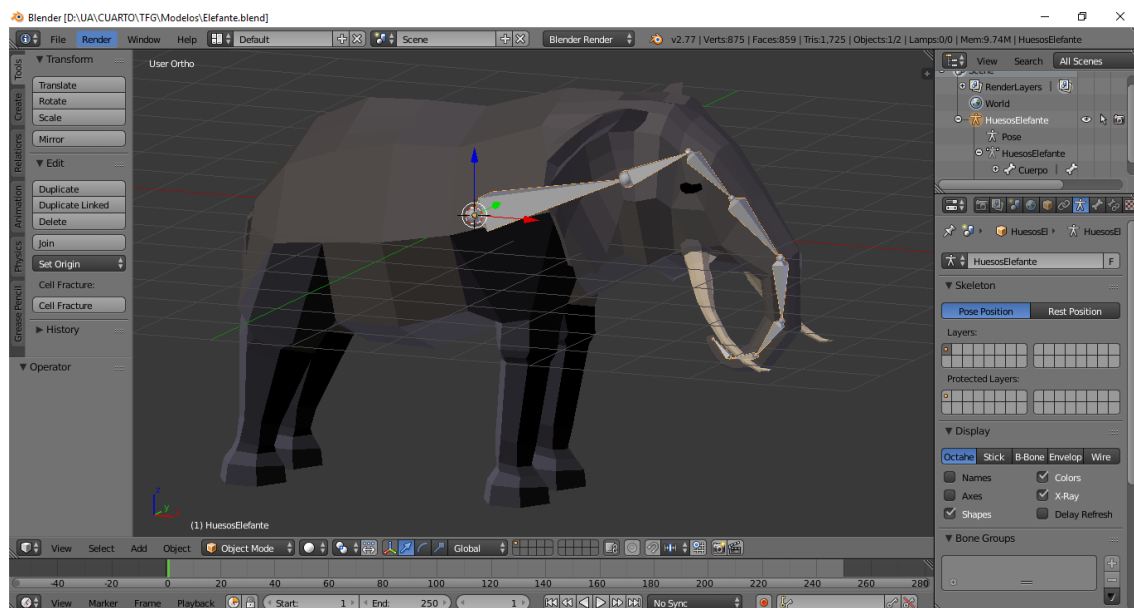 Blender [D:\UA\CUARTO\TFG\Modelos\Elefante.blend]
File Render Window Help Default Scene Blender Render v2.77 | Verts:875 | Faces:859 | Tris:1,725 | Objects:1/2 | Lamps:0/0 | Mem:9.74M | HuesosElefante
View Search All Scenes
Tools
Create
Relations
Animation
Physics
Grease Pencil
Transform
Translate
Rotate
Scale
Mirror
Edit
Duplicate
Duplicate Linked
Delete
Join
Set Origin
Cell Fracture:
Cell Fracture
History
Operator
User Ortho
z
y
(1) HuesosElefante
Scene
RenderLayers |
World
HuesosElefante
Pose
HuesosElefante
Cuerpo |
HuesosEl HuesosEl
HuesosElefante F
Skeleton
Pose Position Rest Position
Layers:
Protected Layers:
Display
Octahe Stick B-Bone Envelop Wire
Names Colors
Axes X-Ray
Shapes Delay Refresh
Bone Groups
View Select Add Object Object Mode Global
-40 -20 0 20 40 60 80 100 120 140 160 180 200 220 240 260 280
View Marker Frame Playback Start: 1 End: 250 1 No Sync